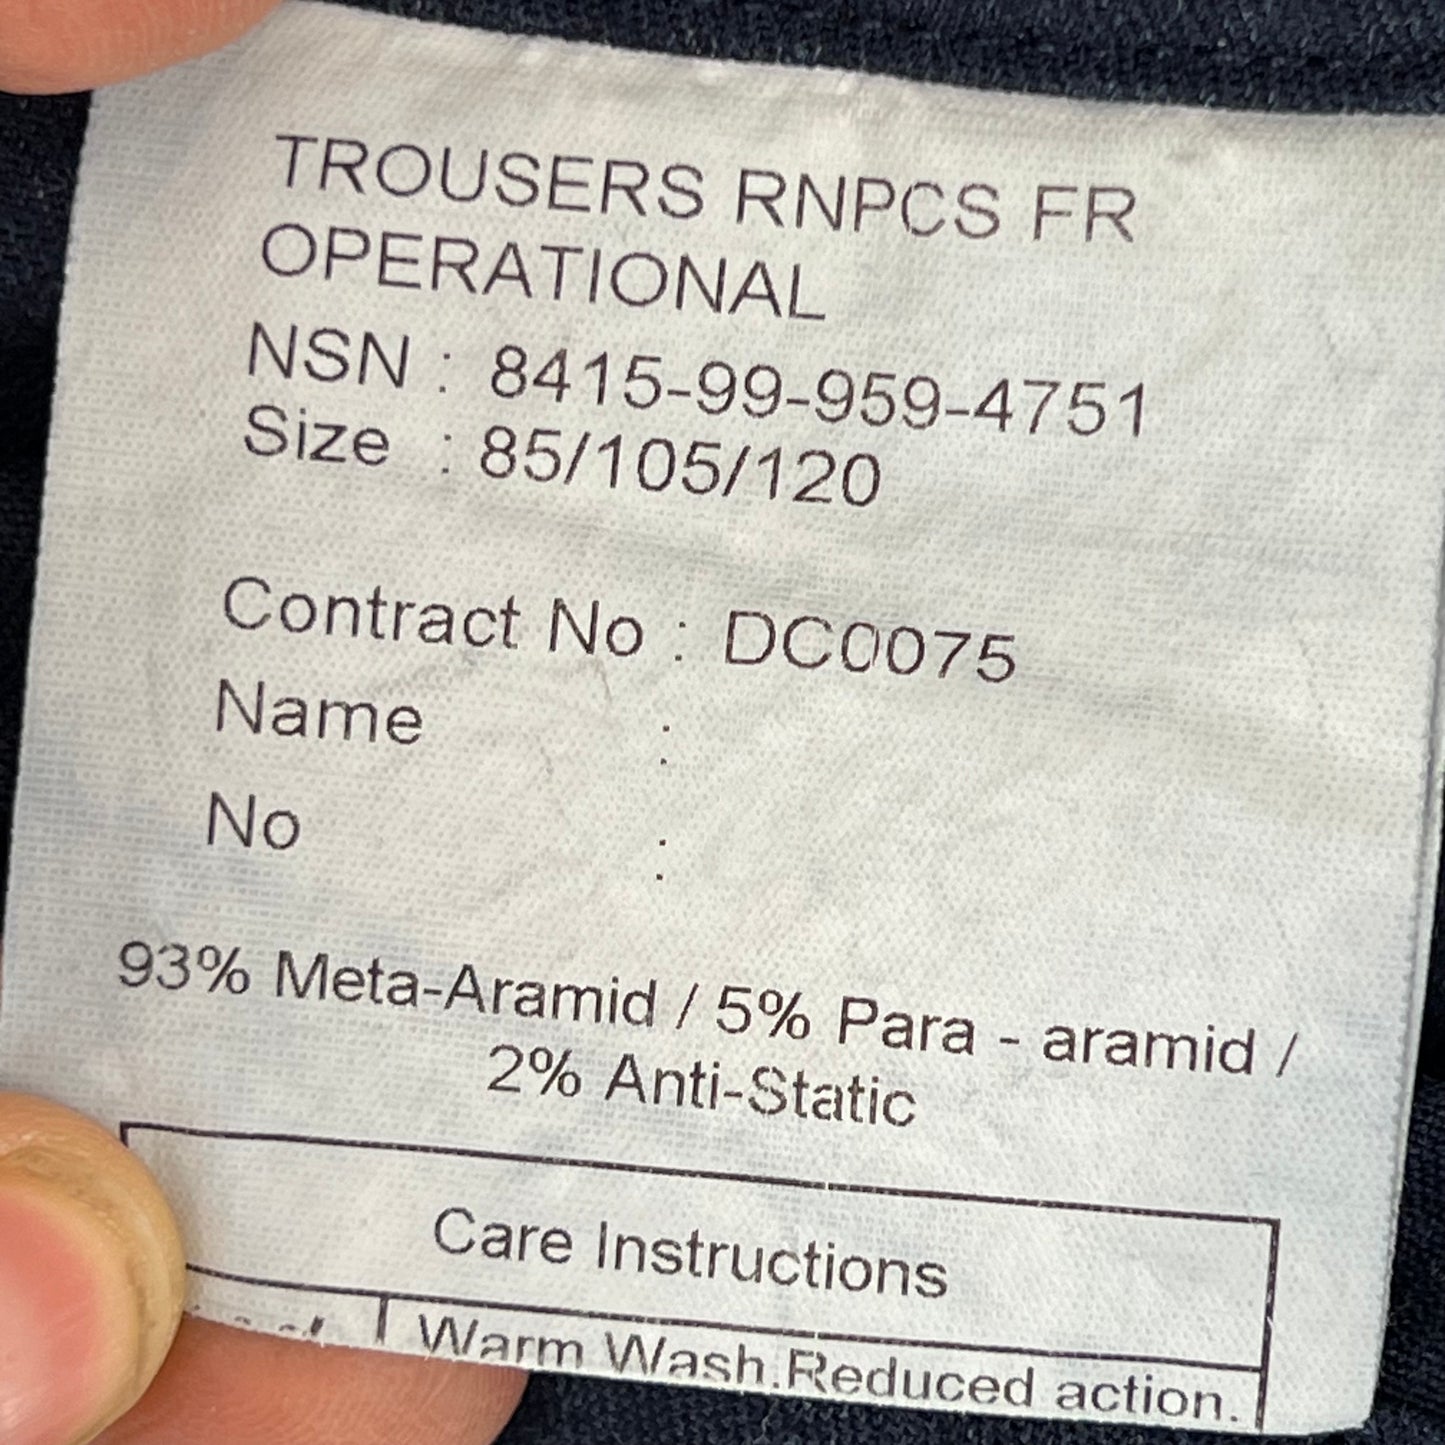 TROUSERS RNPCS FR
OPERATIONAL
NSN : 8415-99-959-4751
Size : 85/105/120
Contract No : DC0075
Name :
No :
93% Meta-Aramid / 5% Para - aramid /
2% Anti-Static
Care Instructions
Warm Wash.Reduced action.